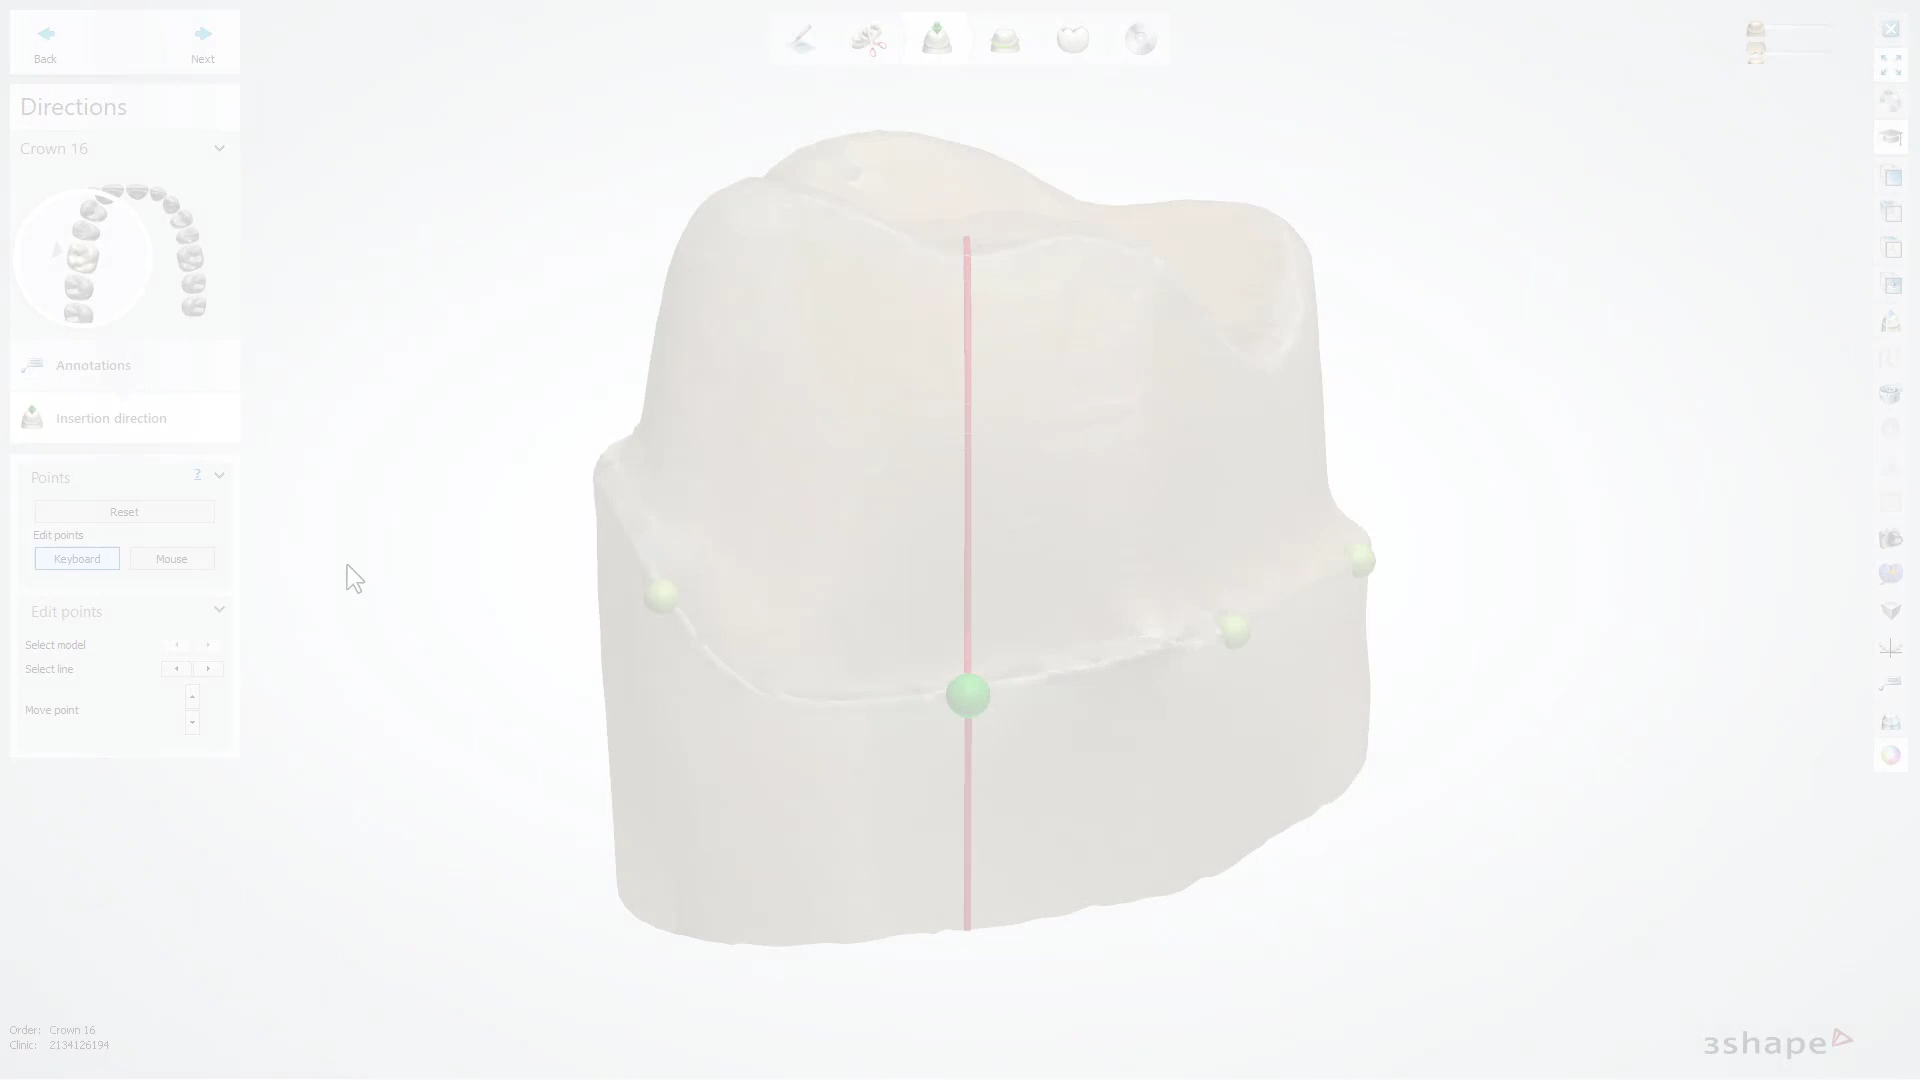 Back
Next
Directions
Crown 16
Annotations
Insertion direction
Points
?
Reset
Edit points
Keyboard
Mouse
Edit points
Select model
Select line
Move point
Order: Crown 16
Clinic: 2134126194
3shape